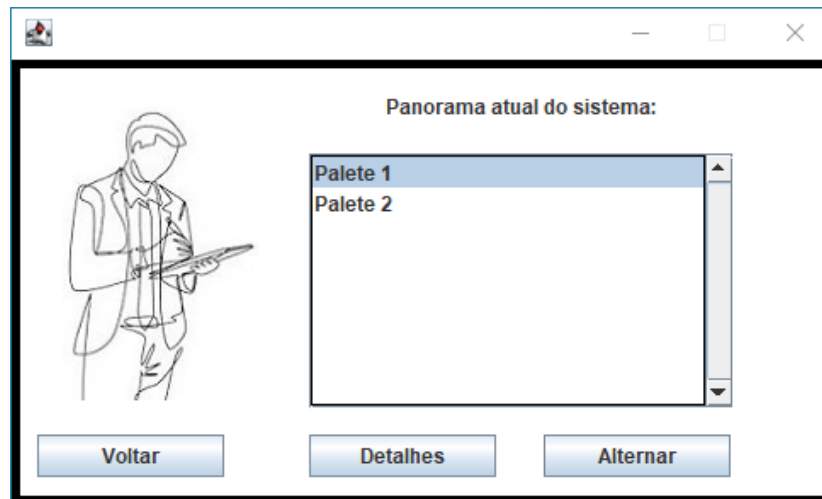 Panorama atual do sistema:
Palete 1
Palete 2
Voltar
Detalhes
Alternar